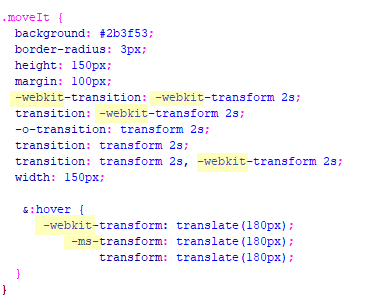 .moveIt {
background: #2b3f53;
border-radius: 3px;
height: 150px;
margin: 100px;
-webkit-transition: -webkit-transform 2s;
transition: -webkit-transform 2s;
-o-transition: transform 2s;
transition: transform 2s;
transition: transform 2s, -webkit-transform 2s;
width: 150px;
&:hover {
-webkit-transform: translate(180px);
-ms-transform: translate(180px);
transform: translate(180px);
}
}